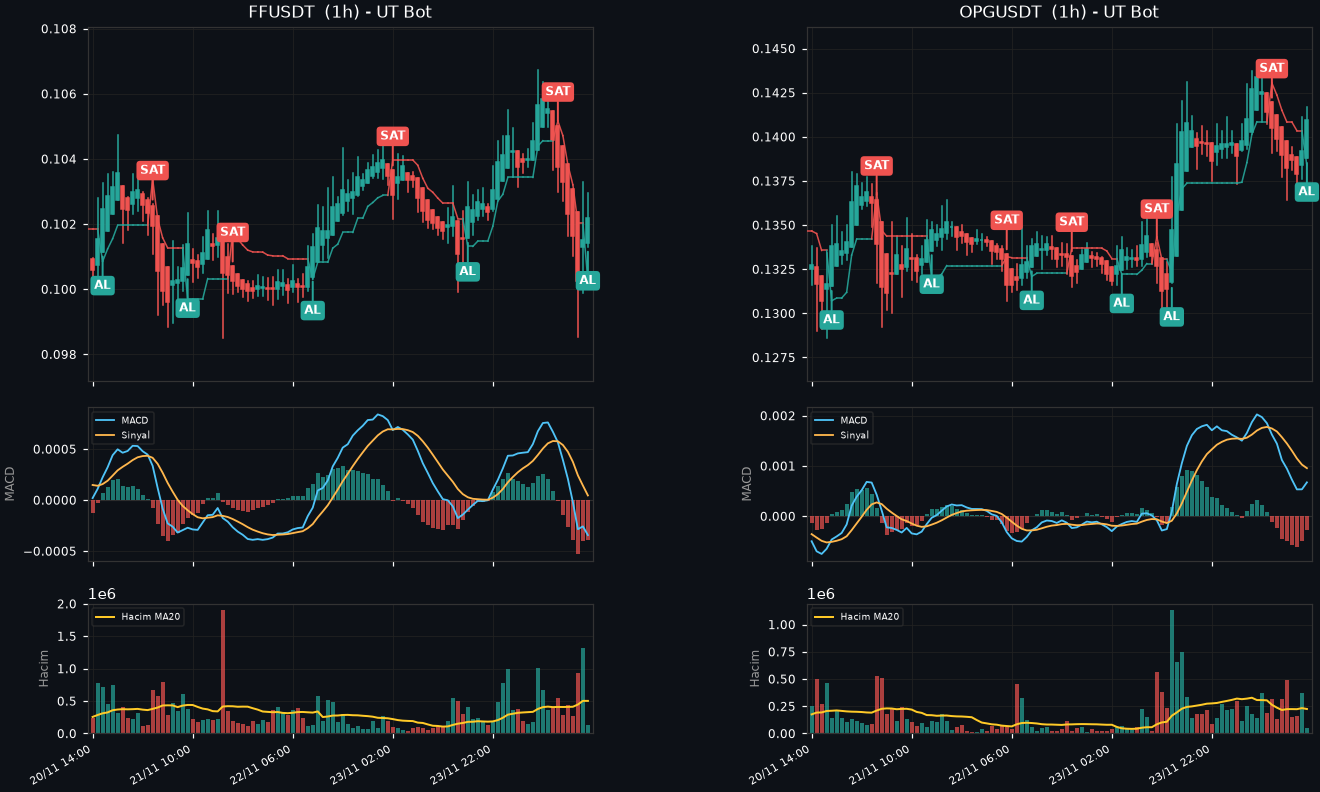 FFUSDT (1h) - UT Bot
0.108
0.106
0.104
0.102
0.100
0.098
SAT
SAT
SAT
SAT
AL
AL
AL
AL
AL
MACD
0.0005
0.0000
−0.0005
MACD
Sinyal
1e6
Hacim
2.0
1.5
1.0
0.5
0.0
Hacim MA20
20/11 14:00
21/11 10:00
22/11 06:00
23/11 02:00
23/11 22:00
OPGUSDT (1h) - UT Bot
0.1450
0.1425
0.1400
0.1375
0.1350
0.1325
0.1300
0.1275
SAT
SAT
SAT
SAT
SAT
AL
AL
AL
AL
AL
AL
MACD
0.002
0.001
0.000
MACD
Sinyal
1e6
Hacim
1.00
0.75
0.50
0.25
0.00
Hacim MA20
20/11 14:00
21/11 10:00
22/11 06:00
23/11 02:00
23/11 22:00